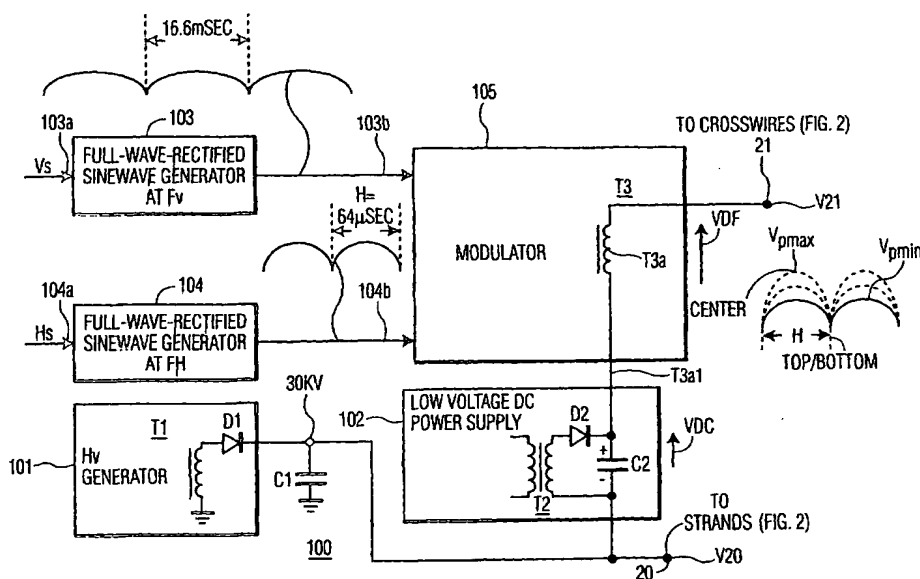 16.6mSEC
103a
103
103b
Vs
FULL-WAVE-RECTIFIED
SINEWAVE GENERATOR
AT Fv
H=
64μSEC
104a
104
104b
Hs
FULL-WAVE-RECTIFIED
SINEWAVE GENERATOR
AT FH
105
MODULATOR
T3
T3a
TO CROSSWIRES (FIG. 2)
21
V21
VDF
Vpmax
Vpmin
CENTER
H
TOP/BOTTOM
T3a1
30KV
101
T1
D1
HV
GENERATOR
C1
102
LOW VOLTAGE DC
POWER SUPPLY
D2
+
C2
-
T2
VDC
100
TO
STRANDS (FIG. 2)
V20
20